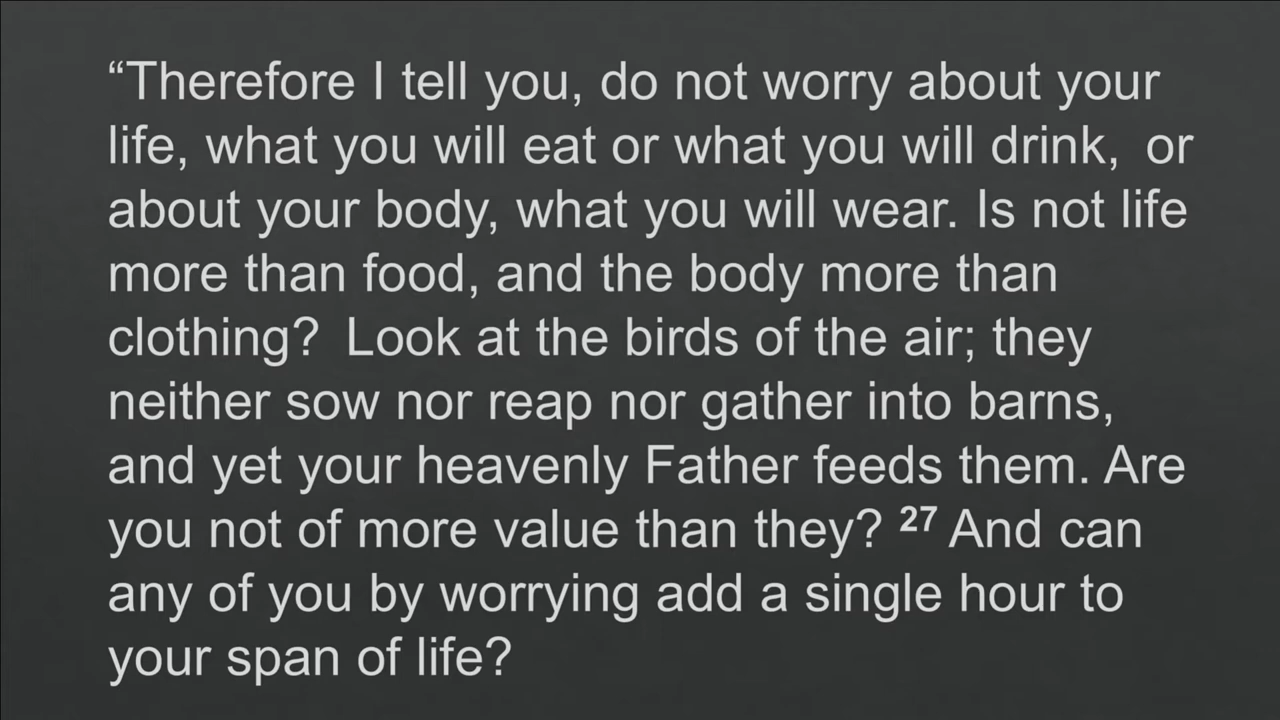 “Therefore I tell you, do not worry about your
life, what you will eat or what you will drink,  or
about your body, what you will wear. Is not life
more than food, and the body more than
clothing?  Look at the birds of the air; they
neither sow nor reap nor gather into barns,
and yet your heavenly Father feeds them. Are
you not of more value than they? 27 And can
any of you by worrying add a single hour to
your span of life?